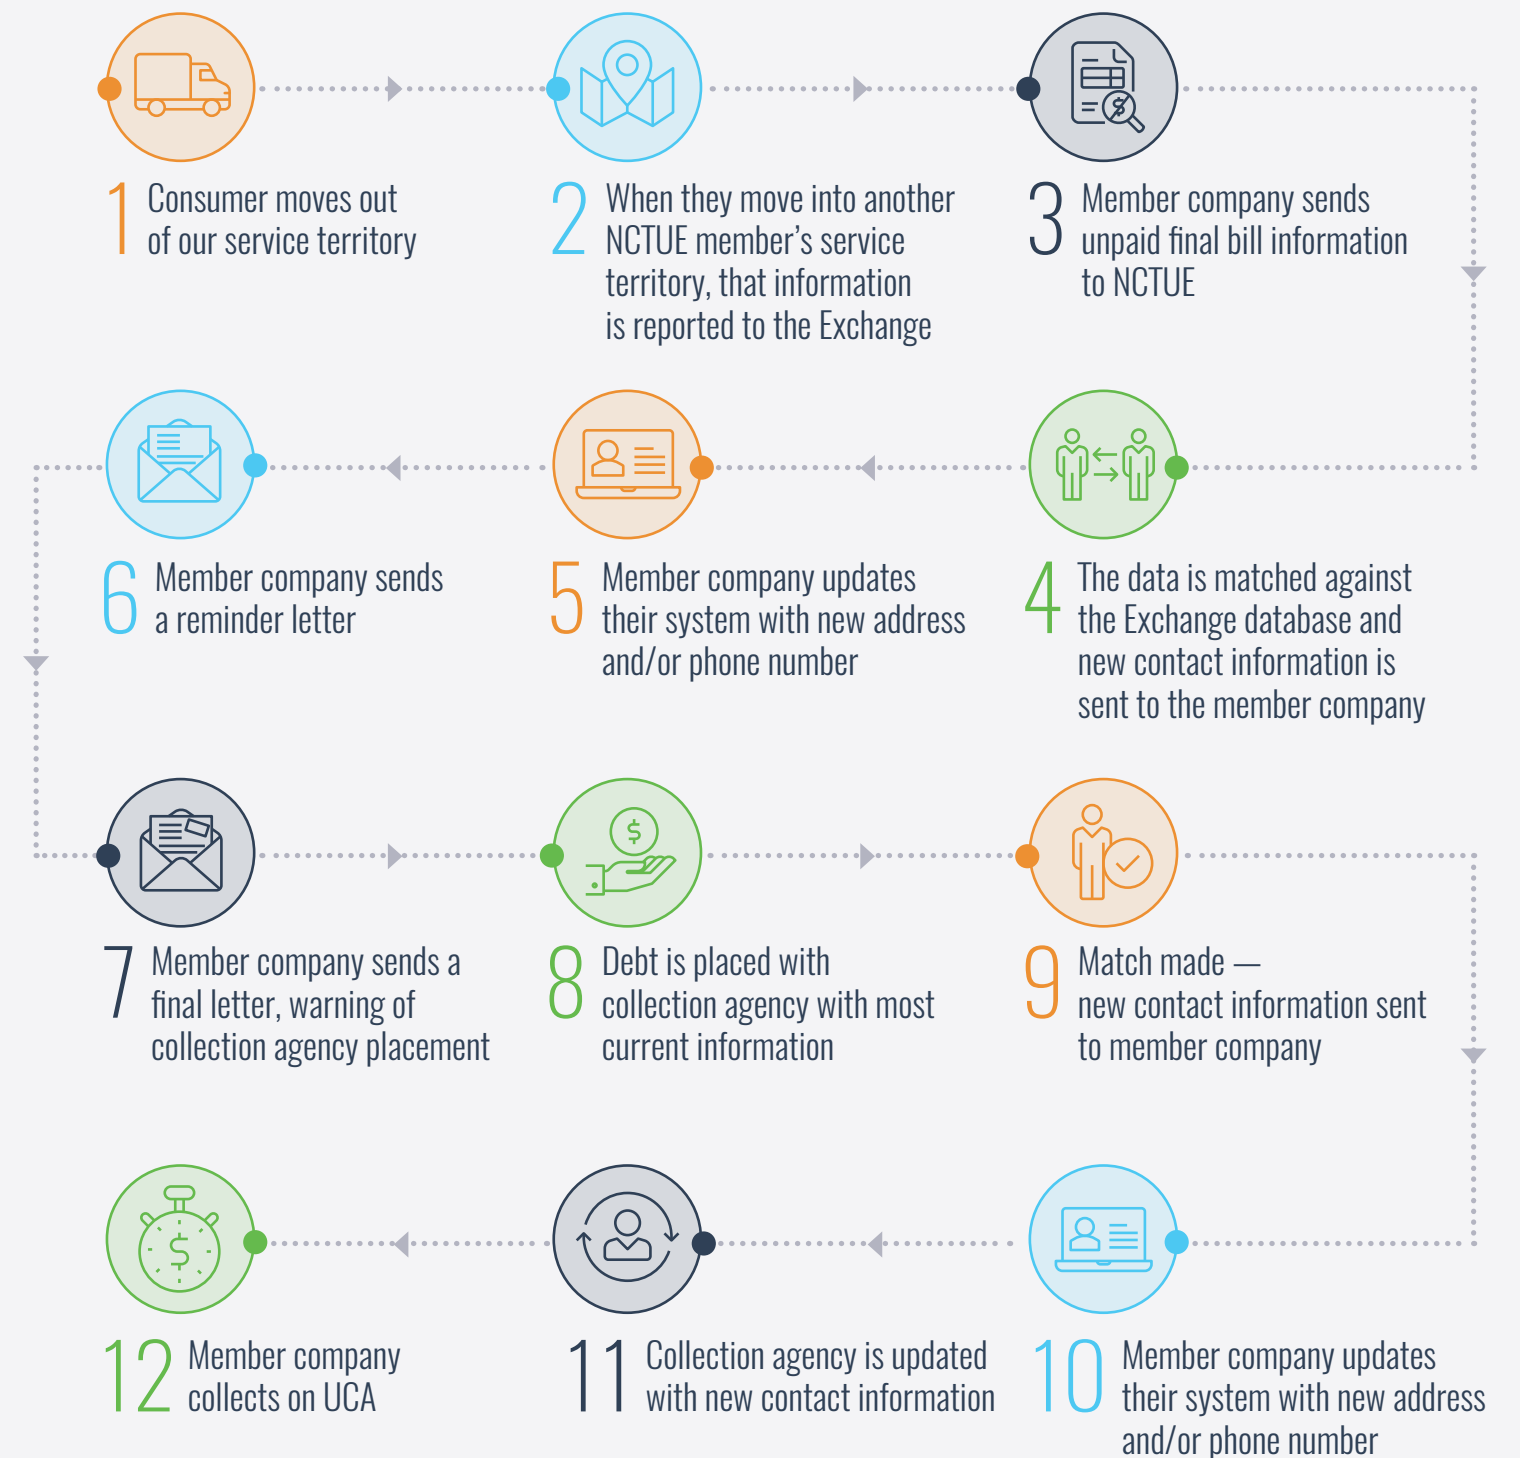 1 Consumer moves out
of our service territory
2 When they move into another
NCTUE member's service
territory, that information
is reported to the Exchange
3 Member company sends
unpaid final bill information
to NCTUE
4 The data is matched against
the Exchange database and
new contact information is
sent to the member company
5 Member company updates
their system with new address
and/or phone number
6 Member company sends
a reminder letter
7 Member company sends a
final letter, warning of
collection agency placement
8 Debt is placed with
collection agency with most
current information
9 Match made —
new contact information sent
to member company
10 Member company updates
their system with new address
and/or phone number
11 Collection agency is updated
with new contact information
12 Member company
collects on UCA